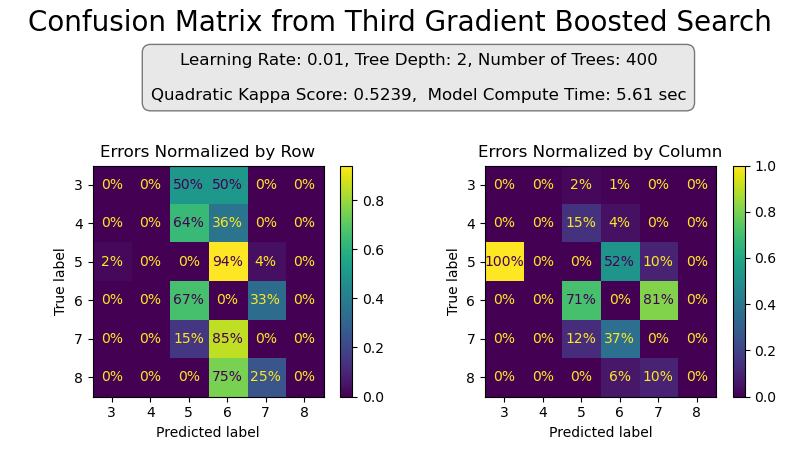 Confusion Matrix from Third Gradient Boosted Search
Learning Rate: 0.01, Tree Depth: 2, Number of Trees: 400
Quadratic Kappa Score: 0.5239,  Model Compute Time: 5.61 sec
Errors Normalized by Row
True label
3 0% 0% 50% 50% 0% 0%
4 0% 0% 64% 36% 0% 0%
5 2% 0% 0% 94% 4% 0%
6 0% 0% 67% 0% 33% 0%
7 0% 0% 15% 85% 0% 0%
8 0% 0% 0% 75% 25% 0%
3 4 5 6 7 8
Predicted label
0.8
0.6
0.4
0.2
0.0
Errors Normalized by Column
True label
3 0% 0% 2% 1% 0% 0%
4 0% 0% 15% 4% 0% 0%
5 100% 0% 0% 52% 10% 0%
6 0% 0% 71% 0% 81% 0%
7 0% 0% 12% 37% 0% 0%
8 0% 0% 0% 6% 10% 0%
3 4 5 6 7 8
Predicted label
1.0
0.8
0.6
0.4
0.2
0.0